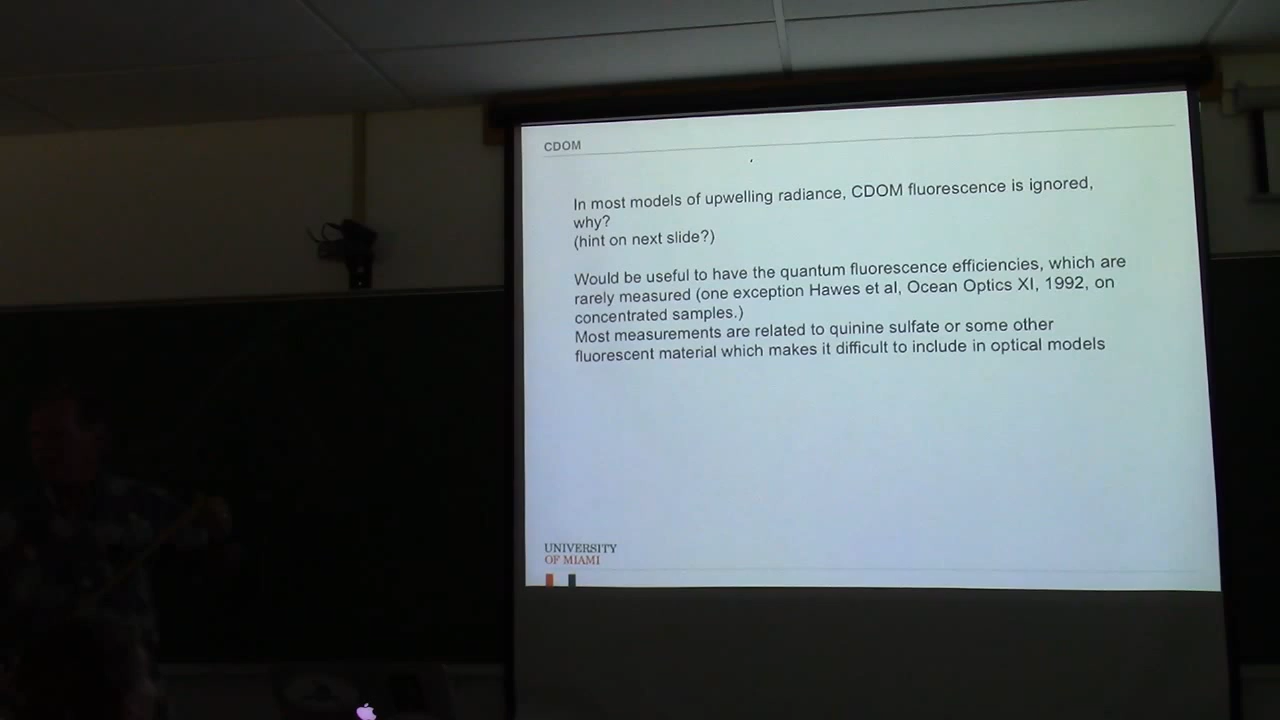 CDOM
In most models of upwelling radiance, CDOM fluorescence is ignored,
why?
(hint on next slide?)
Would be useful to have the quantum fluorescence efficiencies, which are
rarely measured (one exception Hawes et al, Ocean Optics XI, 1992, on
concentrated samples.)
Most measurements are related to quinine sulfate or some other
fluorescent material which makes it difficult to include in optical models
UNIVERSITY
OF MIAMI